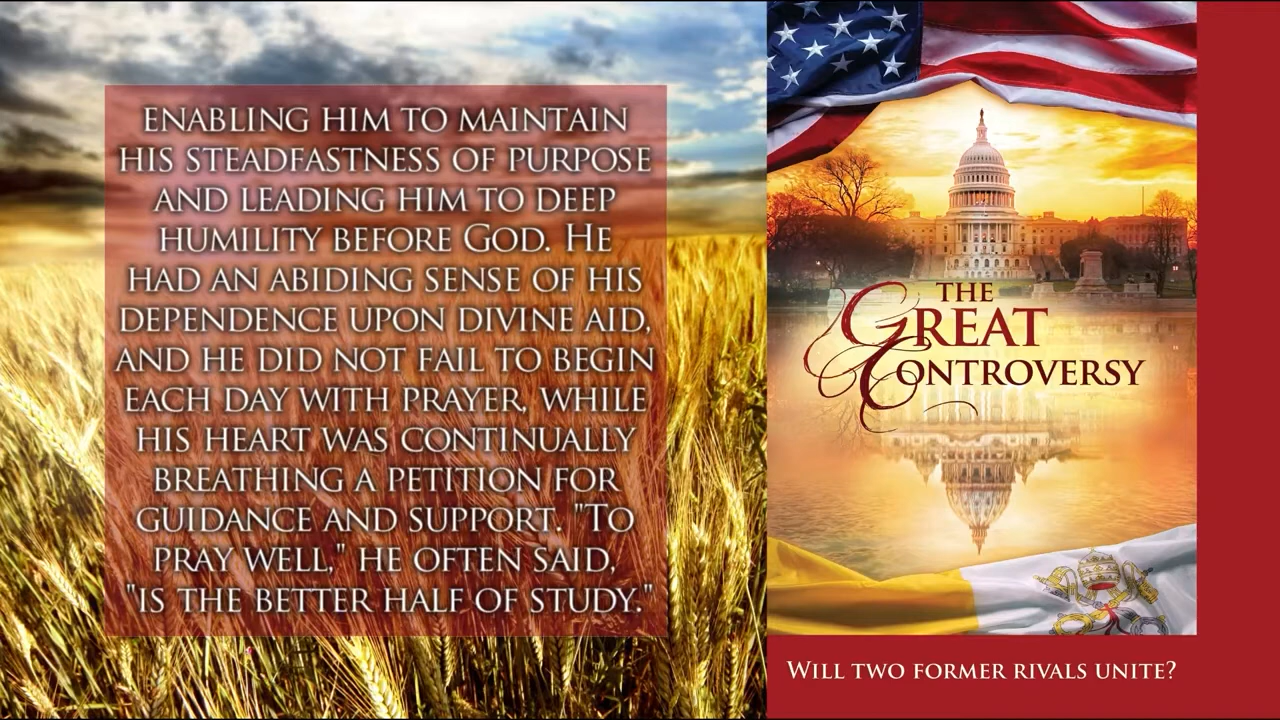 ENABLING HIM TO MAINTAIN
HIS STEADFASTNESS OF PURPOSE
AND LEADING HIM TO DEEP
HUMILITY BEFORE GOD. HE
HAD AN ABIDING SENSE OF HIS
DEPENDENCE UPON DIVINE AID,
AND HE DID NOT FAIL TO BEGIN
EACH DAY WITH PRAYER, WHILE
HIS HEART WAS CONTINUALLY
BREATHING A PETITION FOR
GUIDANCE AND SUPPORT. "TO
PRAY WELL," HE OFTEN SAID,
"IS THE BETTER HALF OF STUDY."
THE
GREAT
CONTROVERSY
WILL TWO FORMER RIVALS UNITE?